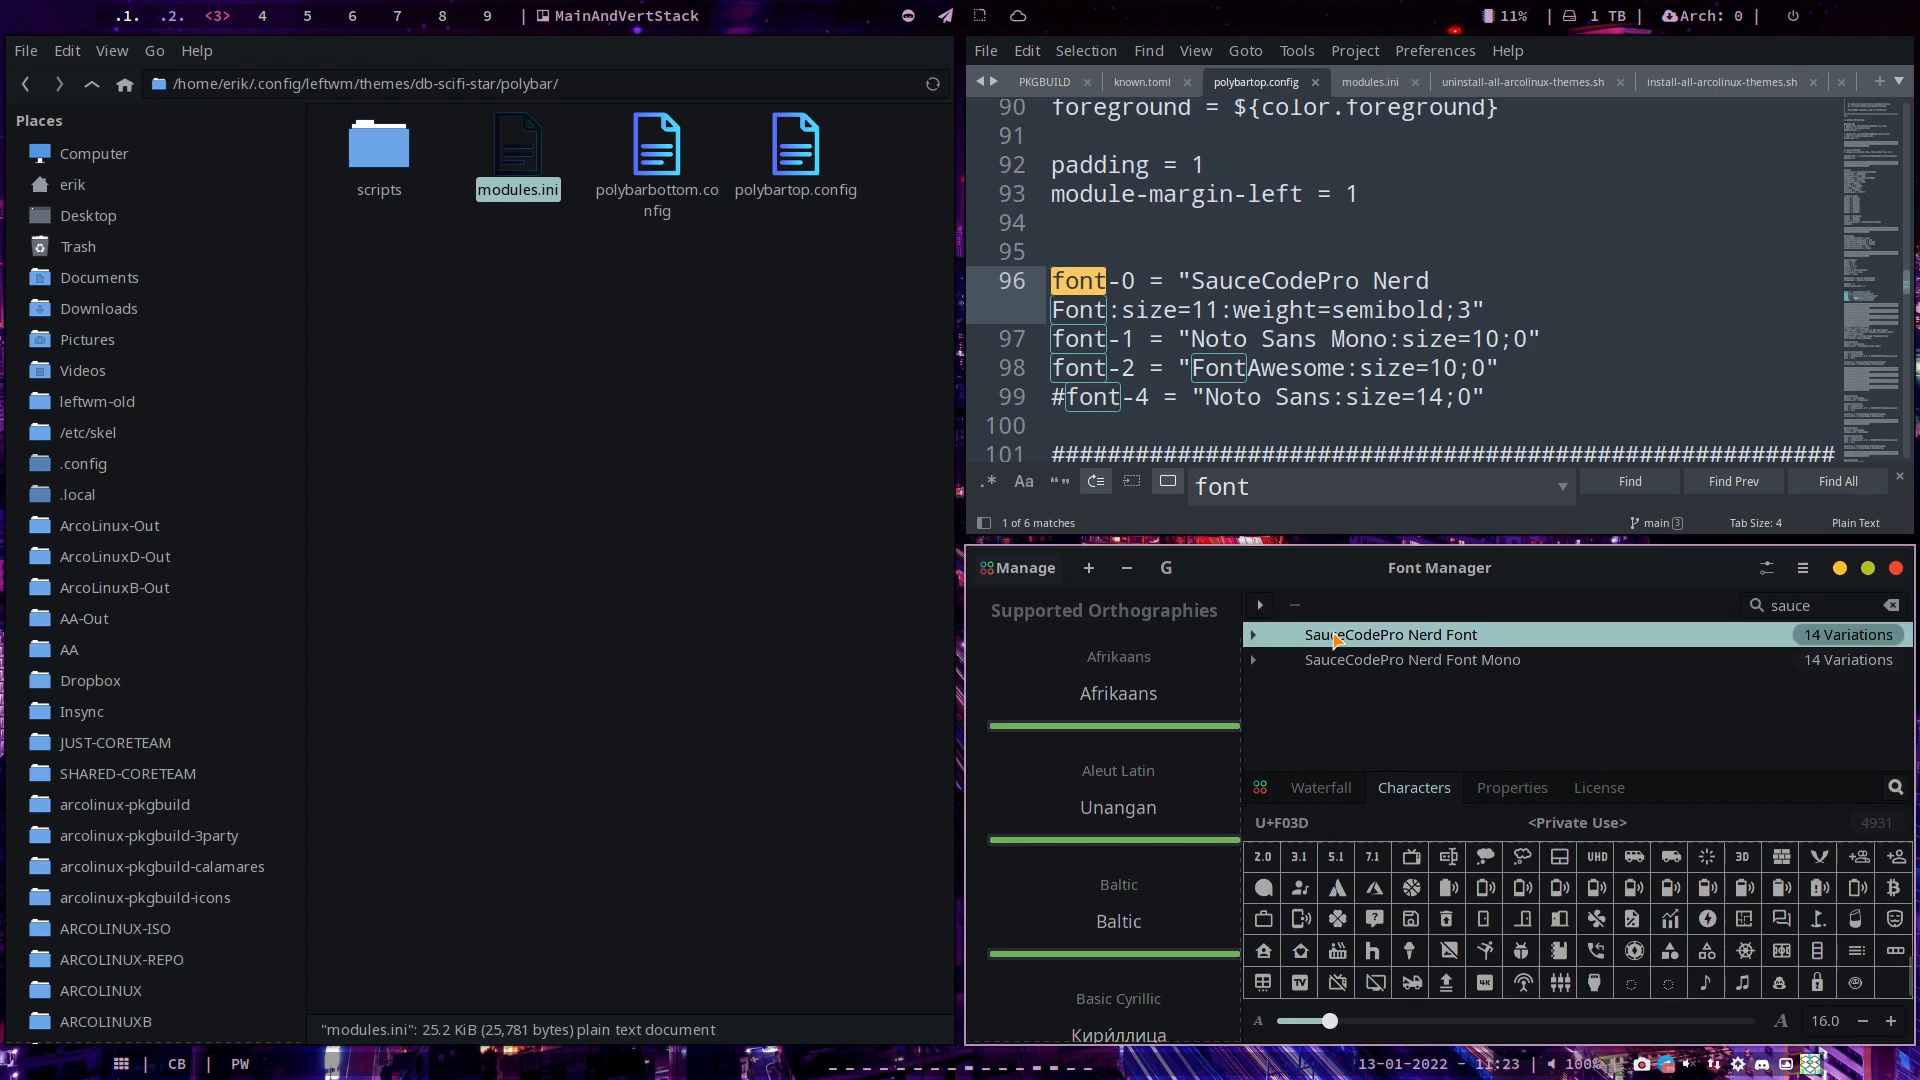 .1. .2. <3> 4 5 6 7 8 9 | MainAndVertStack
11% | 1 TB | Arch: 0 |
File Edit View Go Help
/home/erik/.config/leftwm/themes/db-scifi-star/polybar/
Places
Computer
erik
Desktop
Trash
Documents
Downloads
Pictures
Videos
leftwm-old
/etc/skel
.config
.local
ArcoLinux-Out
ArcoLinuxD-Out
ArcoLinuxB-Out
AA-Out
AA
Dropbox
Insync
JUST-CORETEAM
SHARED-CORETEAM
arcolinux-pkgbuild
arcolinux-pkgbuild-3party
arcolinux-pkgbuild-calamares
arcolinux-pkgbuild-icons
ARCOLINUX-ISO
ARCOLINUX-REPO
ARCOLINUX
ARCOLINUXB
scripts
modules.ini
polybarbottom.co
nfig
polybartop.config
"modules.ini": 25.2 KiB (25,781 bytes) plain text document
File Edit Selection Find View Goto Tools Project Preferences Help
PKGBUILD known.toml polybartop.config modules.ini uninstall-all-arcolinux-themes.sh install-all-arcolinux-themes.sh
90 foreground = ${color.foreground}
91
92 padding = 1
93 module-margin-left = 1
94
95
96 font-0 = "SauceCodePro Nerd
Font:size=11:weight=semibold;3"
97 font-1 = "Noto Sans Mono:size=10;0"
98 font-2 = "FontAwesome:size=10;0"
99 #font-4 = "Noto Sans:size=14;0"
100
101 ########################################################
.* Aa “” font Find Find Prev Find All
1 of 6 matches main 3 Tab Size: 4 Plain Text
Manage + − G Font Manager
Supported Orthographies
Afrikaans
Afrikaans
Aleut Latin
Unangan
Baltic
Baltic
Basic Cyrillic
Кири́ллица
sauce
SauceCodePro Nerd Font 14 Variations
SauceCodePro Nerd Font Mono 14 Variations
Waterfall Characters Properties License
U+F03D <Private Use> 4931
2.0 3.1 5.1 7.1 UHD 3D
TV 4K
A A 16.0 − +
| CB | PW
13-01-2022 - 11:23 | 100%